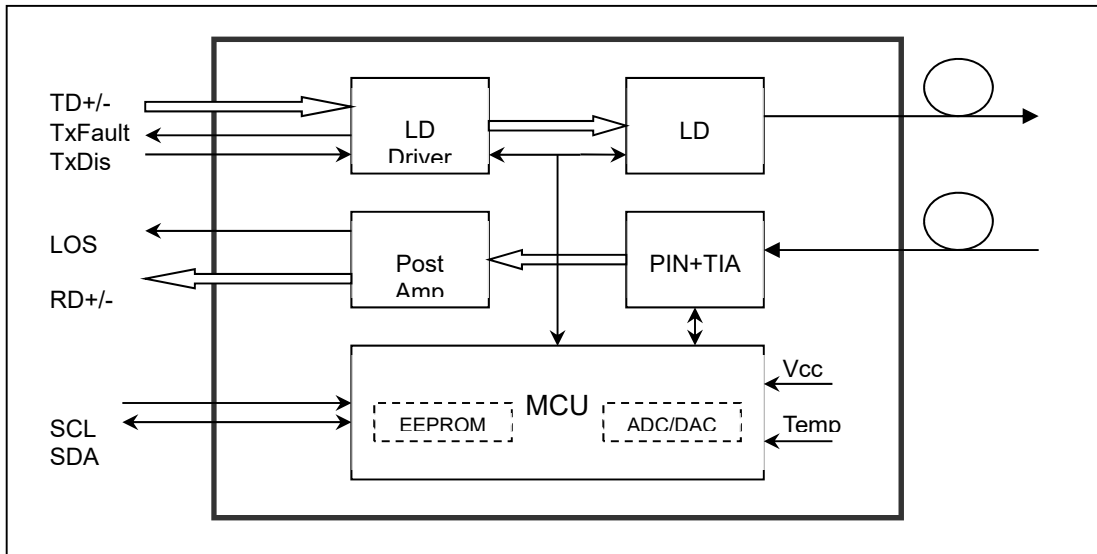 TD+/-
TxFault
TxDis
LD
Driver
LD
LOS
RD+/-
Post
Amp
PIN+TIA
SCL
SDA
MCU
EEPROM
ADC/DAC
Vcc
Temp